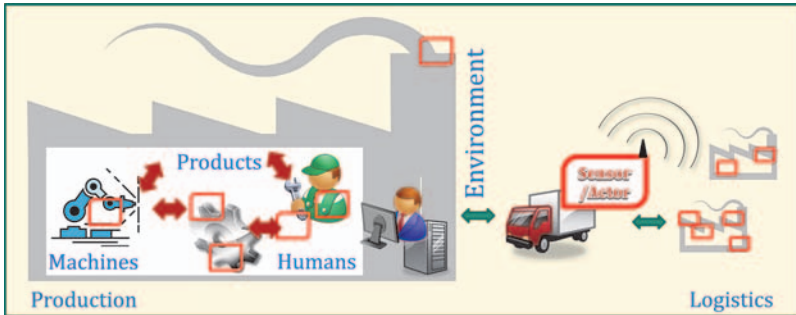 Environment
Products
Sensor
/Actor
Machines
Humans
Production
Logistics